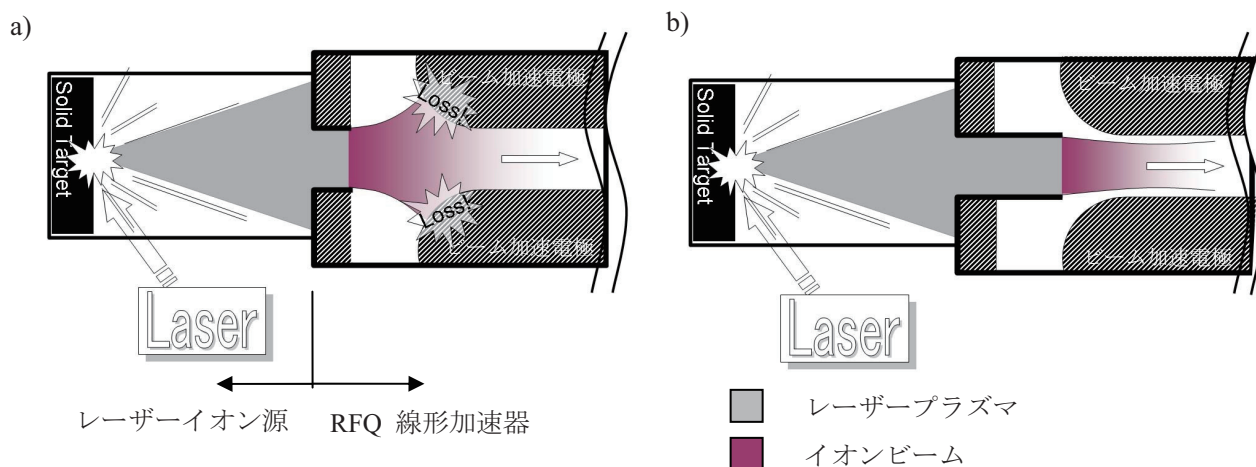 a)
Solid Target
ビーム加速電極
Loss!
Loss!
ビーム加速電極
Laser
レーザーイオン源
RFQ 線形加速器
b)
Solid Target
ビーム加速電極
ビーム加速電極
Laser
レーザープラズマ
イオンビーム